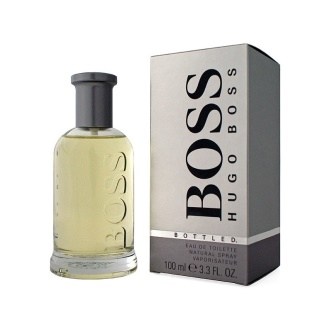 BOSS
HUGO BOSS
BOTTLED.
EAU DE TOILETTE
NATURAL SPRAY
VAPORISATEUR
100 ml ℮ 3.3 FL. OZ.
BOSS